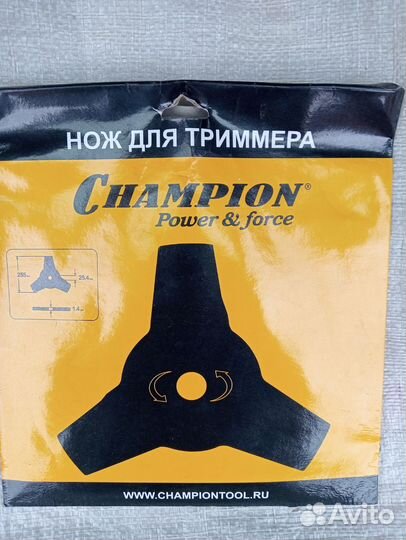 НОЖ ДЛЯ ТРИММЕРА
CHAMPION®
Power & force
255
25.4
1.4
WWW.CHAMPIONTOOL.RU
Avito